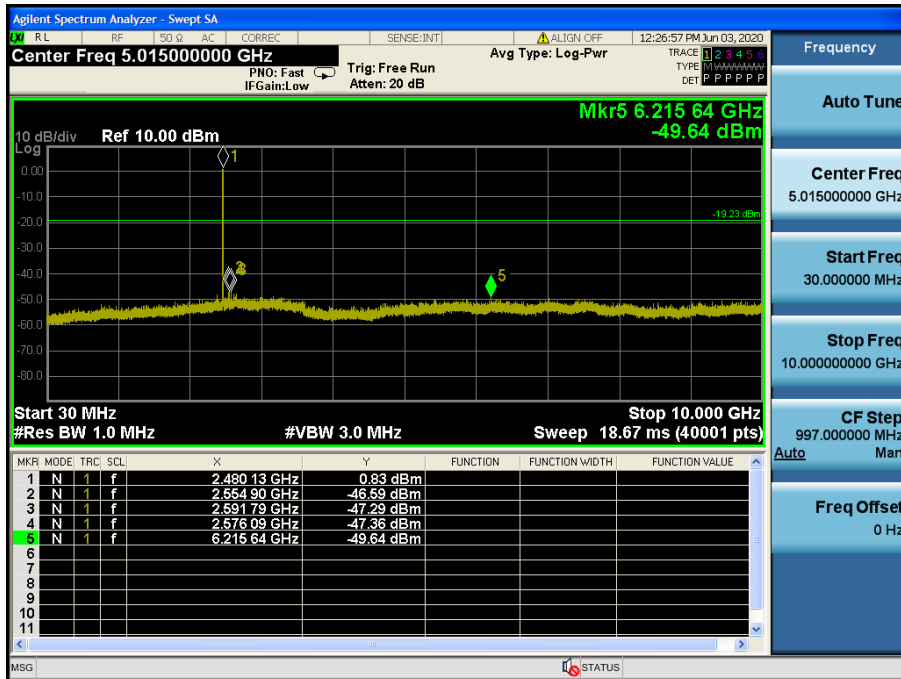 Agilent Spectrum Analyzer - Swept SA
LXI RL RF 50 Ω AC CORREC SENSE:INT ALIGN OFF 12:26:57 PM Jun 03, 2020
Center Freq 5.015000000 GHz
PNO: Fast
IFGain:Low
Trig: Free Run
Atten: 20 dB
Avg Type: Log-Pwr
TRACE 1 2 3 4 5 6
TYPE M WWWWW
DET P P P P P P
Mkr5 6.215 64 GHz
-49.64 dBm
10 dB/div Ref 10.00 dBm
Log
1
0.00
-10.0
-20.0
-19.23 dBm
-30.0
-40.0
5
-50.0
-60.0
-70.0
-80.0
Start 30 MHz Stop 10.000 GHz
#Res BW 1.0 MHz #VBW 3.0 MHz Sweep 18.67 ms (40001 pts)
MKR MODE TRC SCL X Y FUNCTION FUNCTION WIDTH FUNCTION VALUE
1 N 1 f 2.480 13 GHz 0.83 dBm
2 N 1 f 2.554 90 GHz -46.59 dBm
3 N 1 f 2.591 79 GHz -47.29 dBm
4 N 1 f 2.576 09 GHz -47.36 dBm
5 N 1 f 6.215 64 GHz -49.64 dBm
6
7
8
9
10
11
MSG STATUS
Frequency
Auto Tune
Center Freq
5.015000000 GHz
Start Freq
30.000000 MHz
Stop Freq
10.000000000 GHz
CF Step
997.000000 MHz
Auto Man
Freq Offset
0 Hz